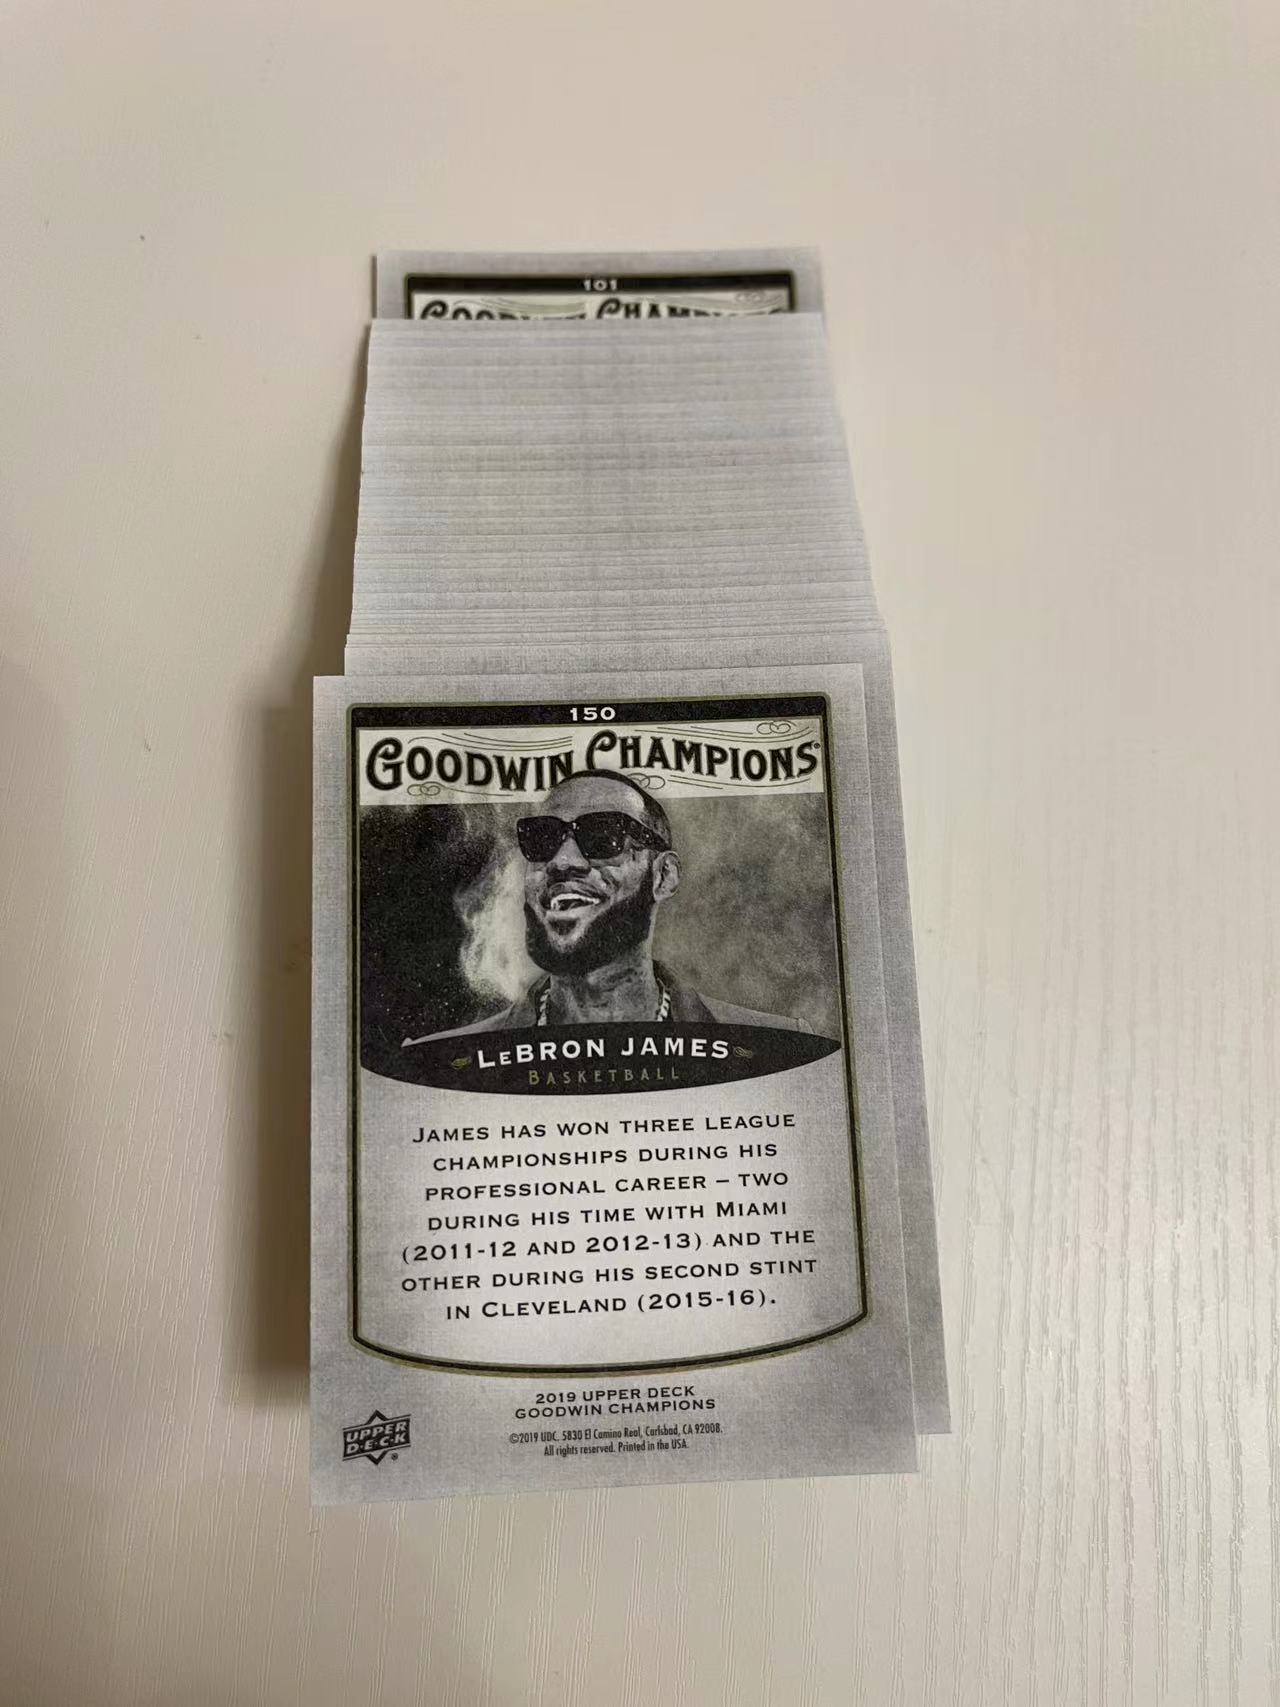 101
GOODWIN CHAMPIONS
150
GOODWIN CHAMPIONS®
LEBRON JAMES
BASKETBALL
JAMES HAS WON THREE LEAGUE
CHAMPIONSHIPS DURING HIS
PROFESSIONAL CAREER – TWO
DURING HIS TIME WITH MIAMI
(2011-12 AND 2012-13) AND THE
OTHER DURING HIS SECOND STINT
IN CLEVELAND (2015-16).
2019 UPPER DECK
GOODWIN CHAMPIONS
©2019 UDC. 5830 El Camino Real, Carlsbad, CA 92008.
All rights reserved. Printed in the USA.
UPPER
D·E·C·K®